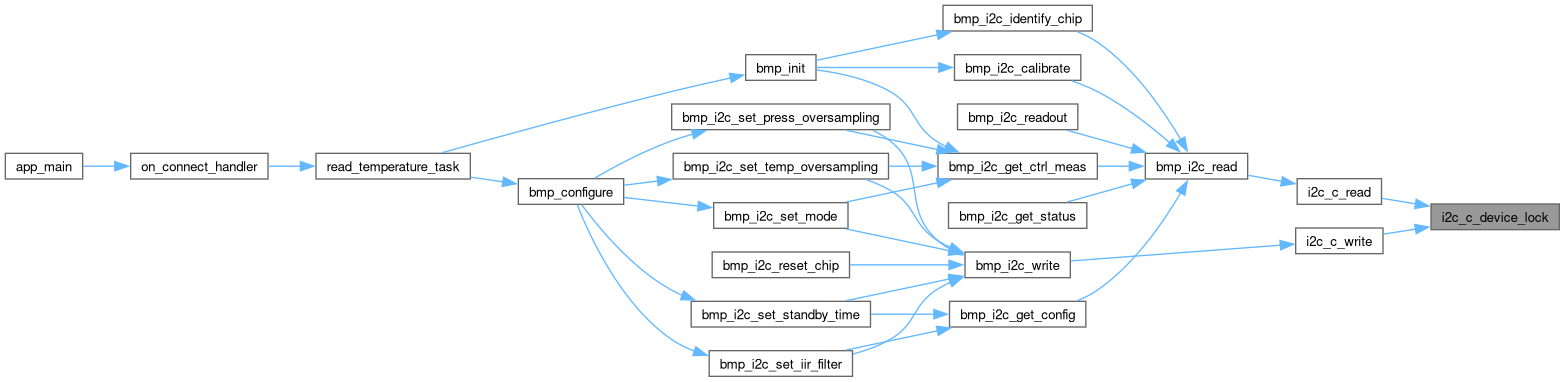 bmp_i2c_identify_chip
bmp_init
bmp_i2c_calibrate
bmp_i2c_set_press_oversampling
bmp_i2c_readout
app_main
on_connect_handler
read_temperature_task
bmp_configure
bmp_i2c_set_temp_oversampling
bmp_i2c_get_ctrl_meas
bmp_i2c_read
i2c_c_read
i2c_c_device_lock
bmp_i2c_set_mode
bmp_i2c_get_status
i2c_c_write
bmp_i2c_reset_chip
bmp_i2c_write
bmp_i2c_set_standby_time
bmp_i2c_get_config
bmp_i2c_set_iir_filter